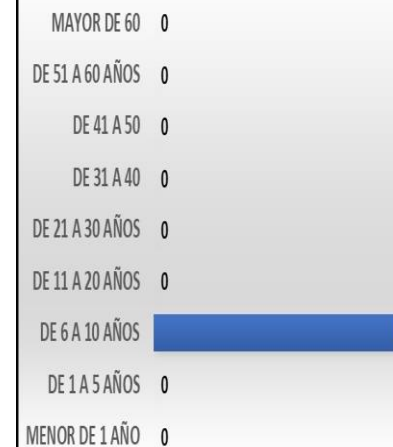 MAYOR DE 60 0
DE 51 A 60 AÑOS 0
DE 41 A 50 0
DE 31 A 40 0
DE 21 A 30 AÑOS 0
DE 11 A 20 AÑOS 0
DE 6 A 10 AÑOS
DE 1 A 5 AÑOS 0
MENOR DE 1 AÑO 0